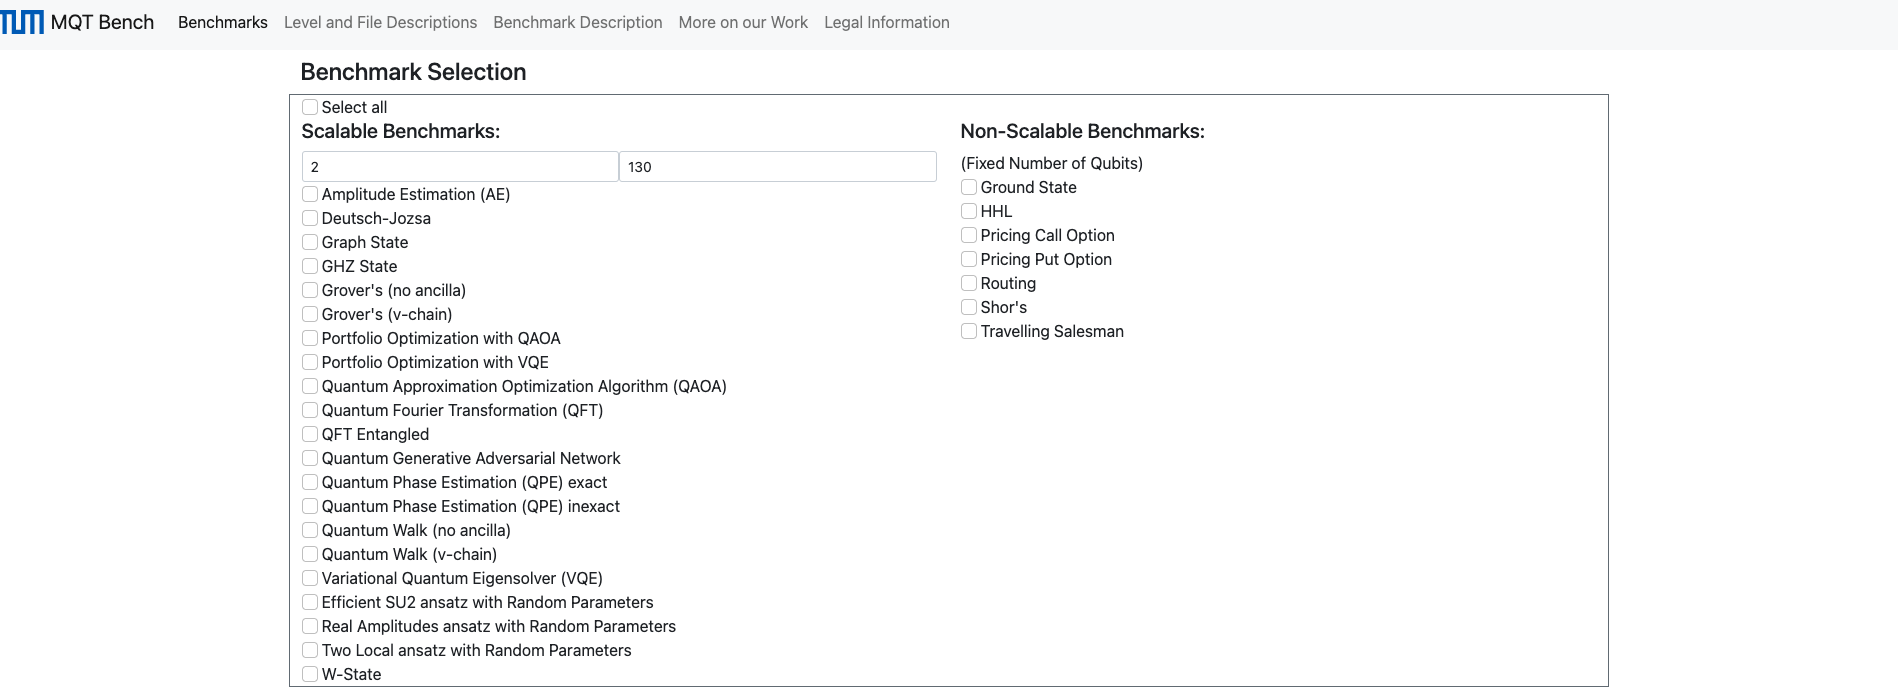 TUM MQT Bench Benchmarks Level and File Descriptions Benchmark Description More on our Work Legal Information
Benchmark Selection
Select all
Scalable Benchmarks:
2 130
Amplitude Estimation (AE)
Deutsch-Jozsa
Graph State
GHZ State
Grover's (no ancilla)
Grover's (v-chain)
Portfolio Optimization with QAOA
Portfolio Optimization with VQE
Quantum Approximation Optimization Algorithm (QAOA)
Quantum Fourier Transformation (QFT)
QFT Entangled
Quantum Generative Adversarial Network
Quantum Phase Estimation (QPE) exact
Quantum Phase Estimation (QPE) inexact
Quantum Walk (no ancilla)
Quantum Walk (v-chain)
Variational Quantum Eigensolver (VQE)
Efficient SU2 ansatz with Random Parameters
Real Amplitudes ansatz with Random Parameters
Two Local ansatz with Random Parameters
W-State
Non-Scalable Benchmarks:
(Fixed Number of Qubits)
Ground State
HHL
Pricing Call Option
Pricing Put Option
Routing
Shor's
Travelling Salesman